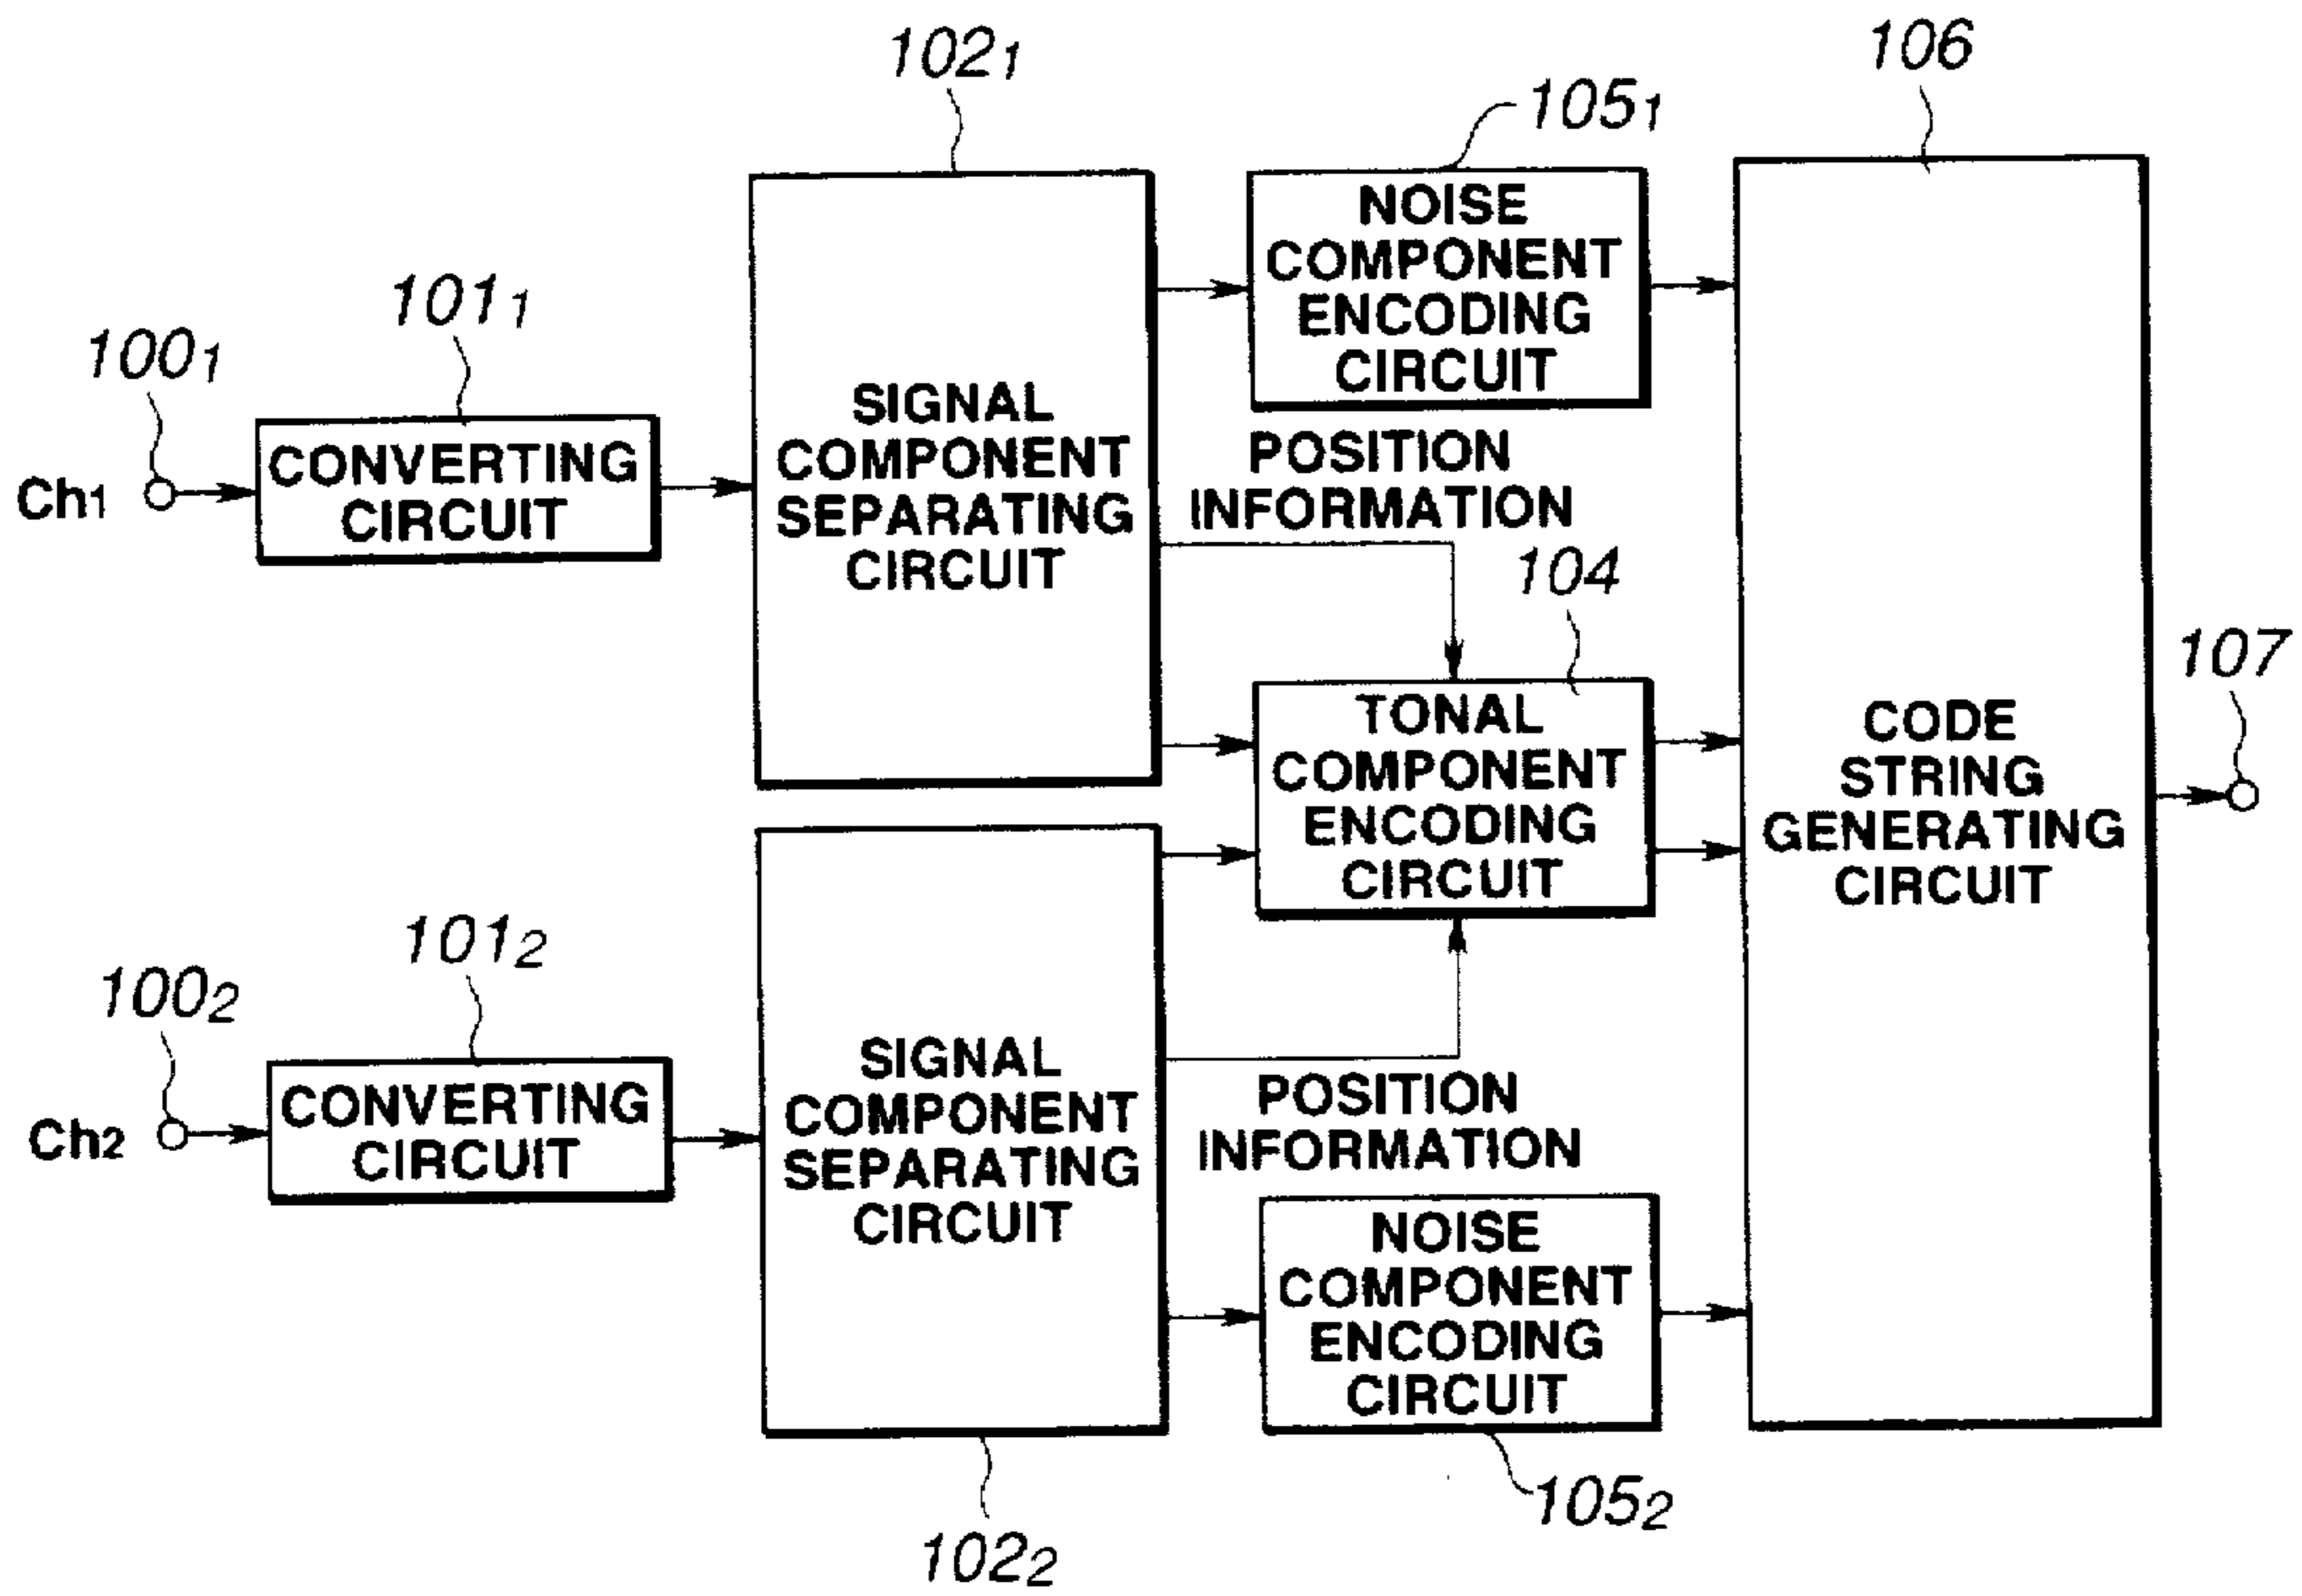 102₁
106
105₁
NOISE
COMPONENT
ENCODING
CIRCUIT
101₁
100₁
Ch₁
CONVERTING
CIRCUIT
SIGNAL
COMPONENT
SEPARATING
CIRCUIT
POSITION
INFORMATION
104
TONAL
COMPONENT
ENCODING
CIRCUIT
CODE
STRING
GENERATING
CIRCUIT
107
101₂
100₂
Ch₂
CONVERTING
CIRCUIT
SIGNAL
COMPONENT
SEPARATING
CIRCUIT
POSITION
INFORMATION
NOISE
COMPONENT
ENCODING
CIRCUIT
105₂
102₂